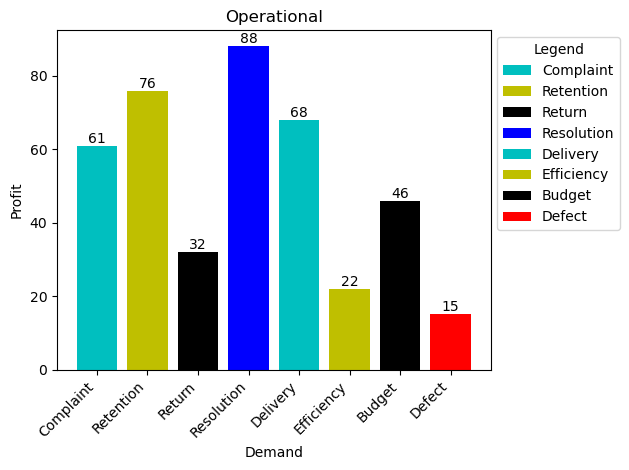 Operational
88
76
68
61
46
32
22
15
80
60
40
20
0
Profit
Complaint
Retention
Return
Resolution
Delivery
Efficiency
Budget
Defect
Demand
Legend
Complaint
Retention
Return
Resolution
Delivery
Efficiency
Budget
Defect